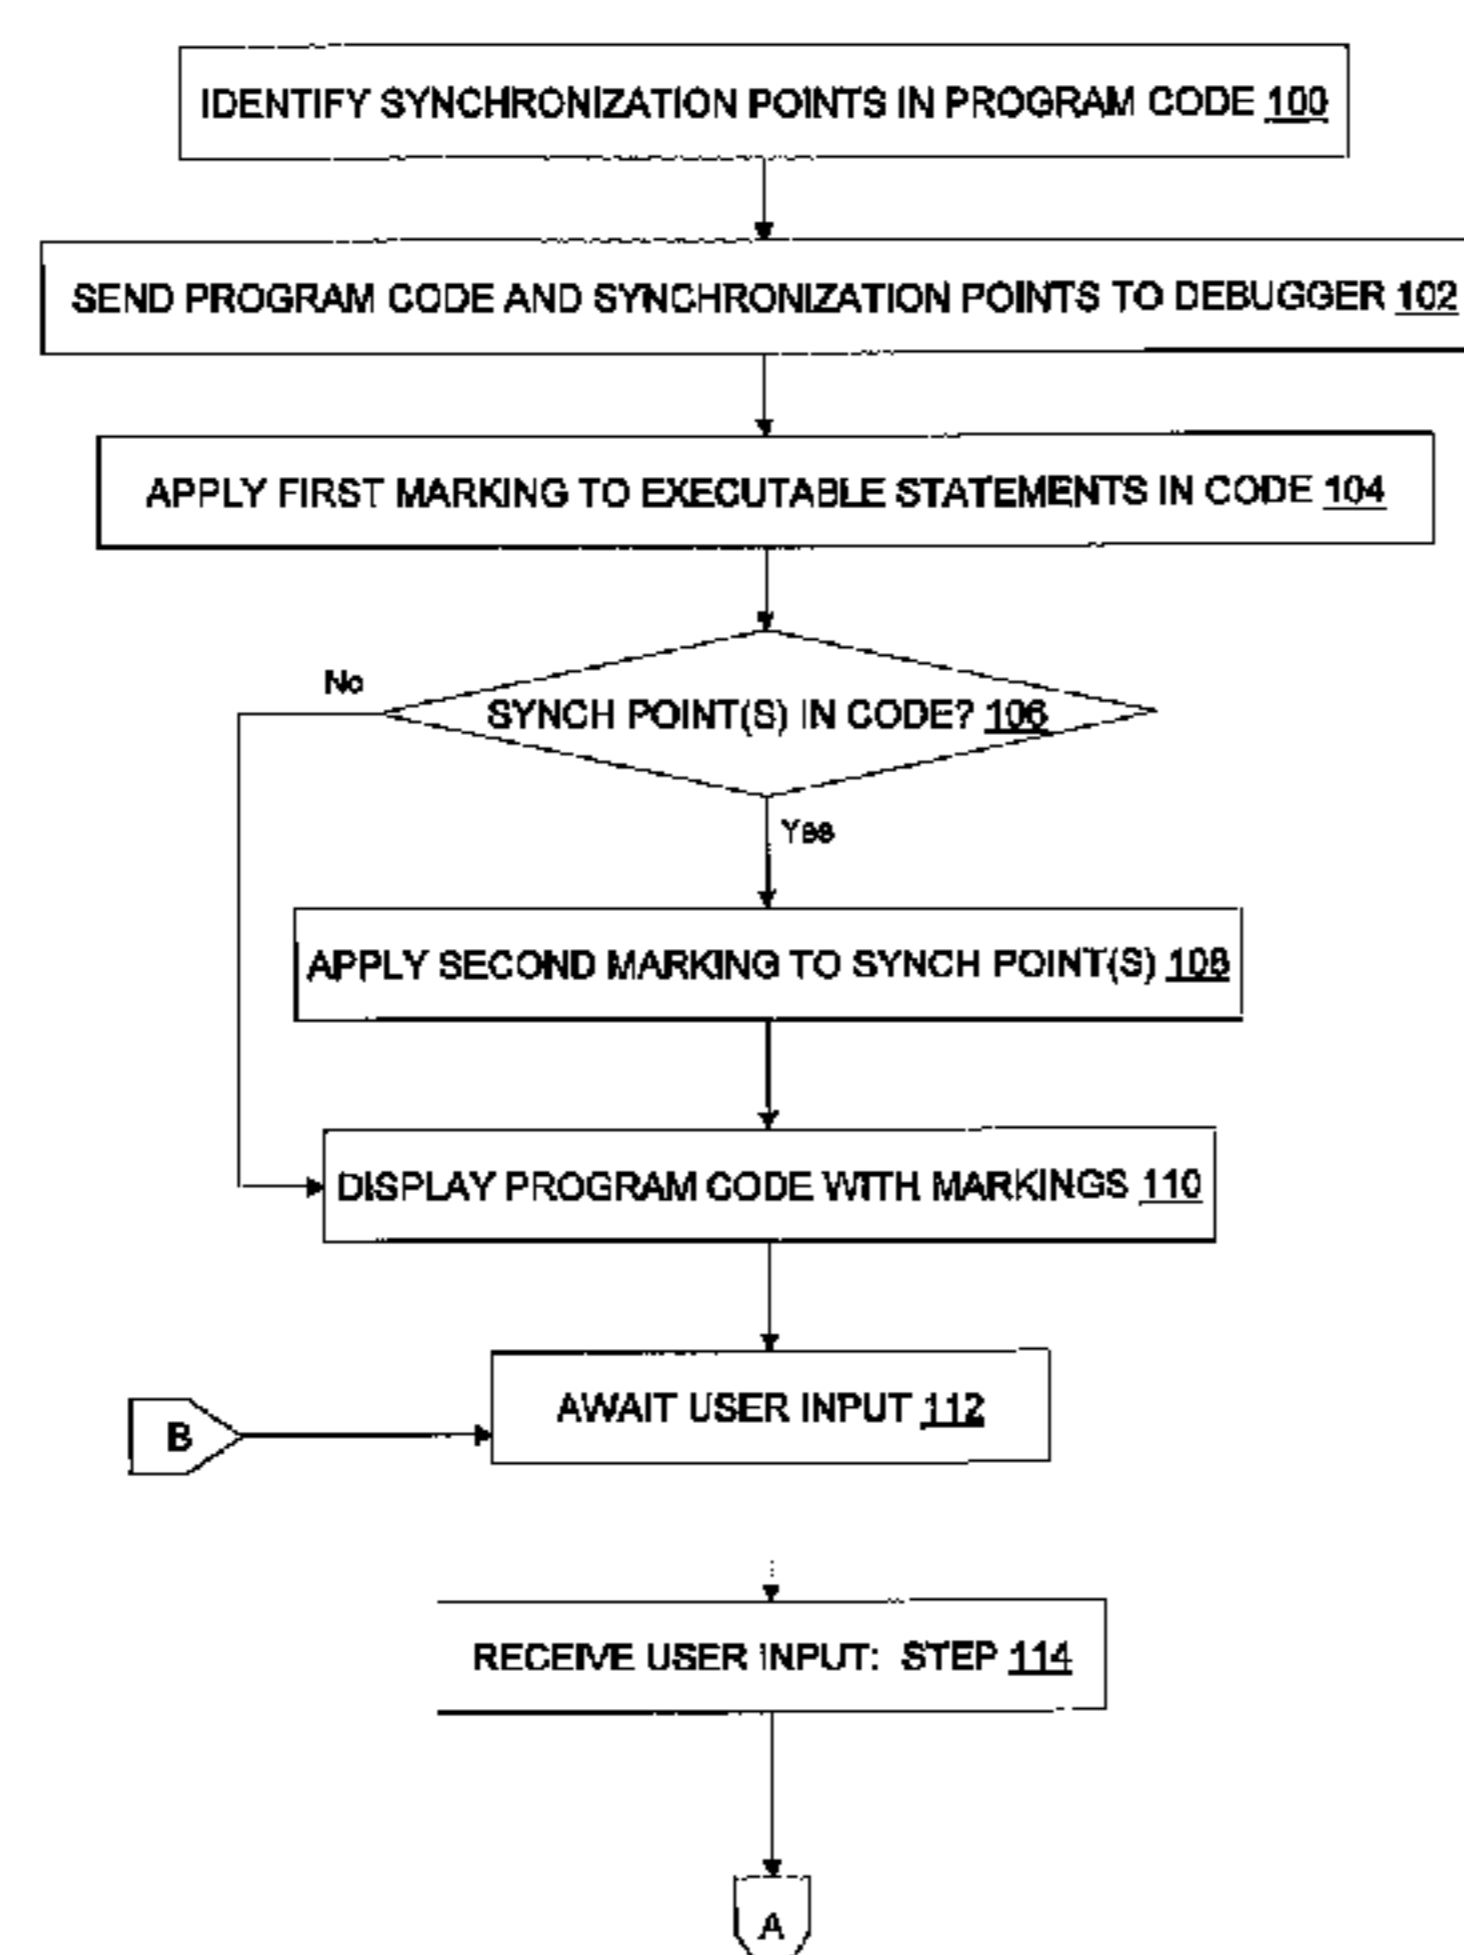 IDENTIFY SYNCHRONIZATION POINTS IN PROGRAM CODE 100
SEND PROGRAM CODE AND SYNCHRONIZATION POINTS TO DEBUGGER 102
APPLY FIRST MARKING TO EXECUTABLE STATEMENTS IN CODE 104
No
SYNCH POINT(S) IN CODE? 106
Yes
APPLY SECOND MARKING TO SYNCH POINT(S) 108
DISPLAY PROGRAM CODE WITH MARKINGS 110
AWAIT USER INPUT 112
B
RECEIVE USER INPUT: STEP 114
A